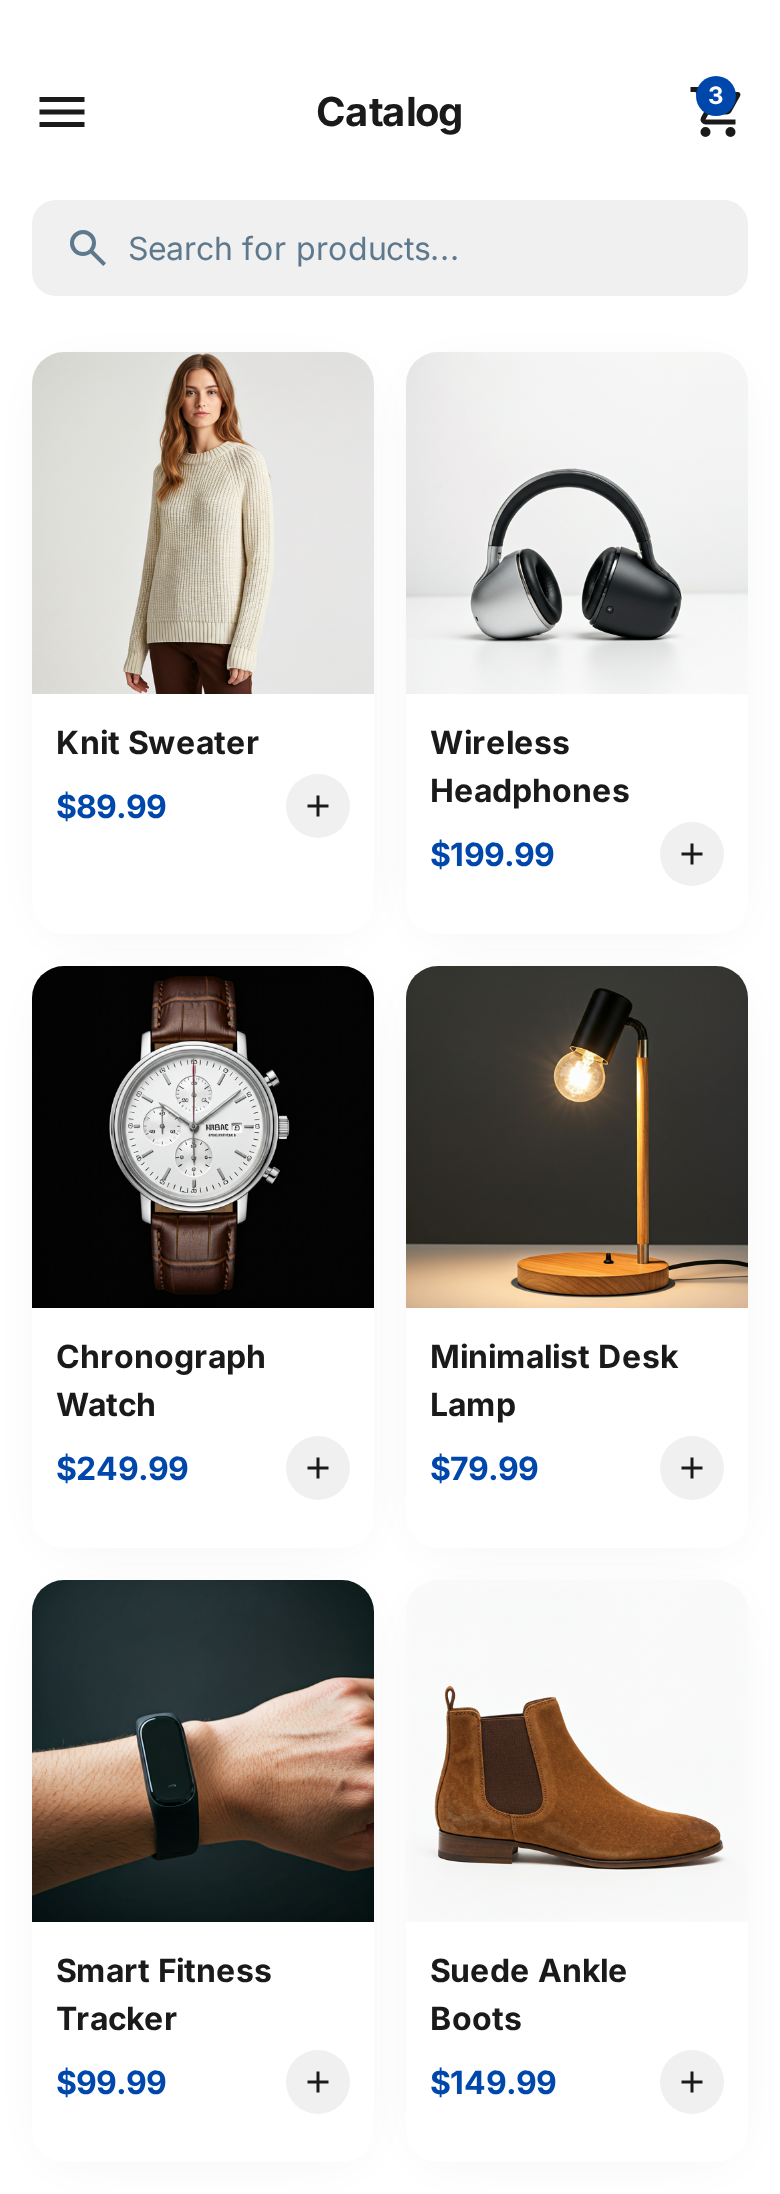 Catalog
3
Search for products...
Knit Sweater
$89.99
Wireless
Headphones
$199.99
Chronograph
Watch
$249.99
Minimalist Desk
Lamp
$79.99
Smart Fitness
Tracker
$99.99
Suede Ankle
Boots
$149.99